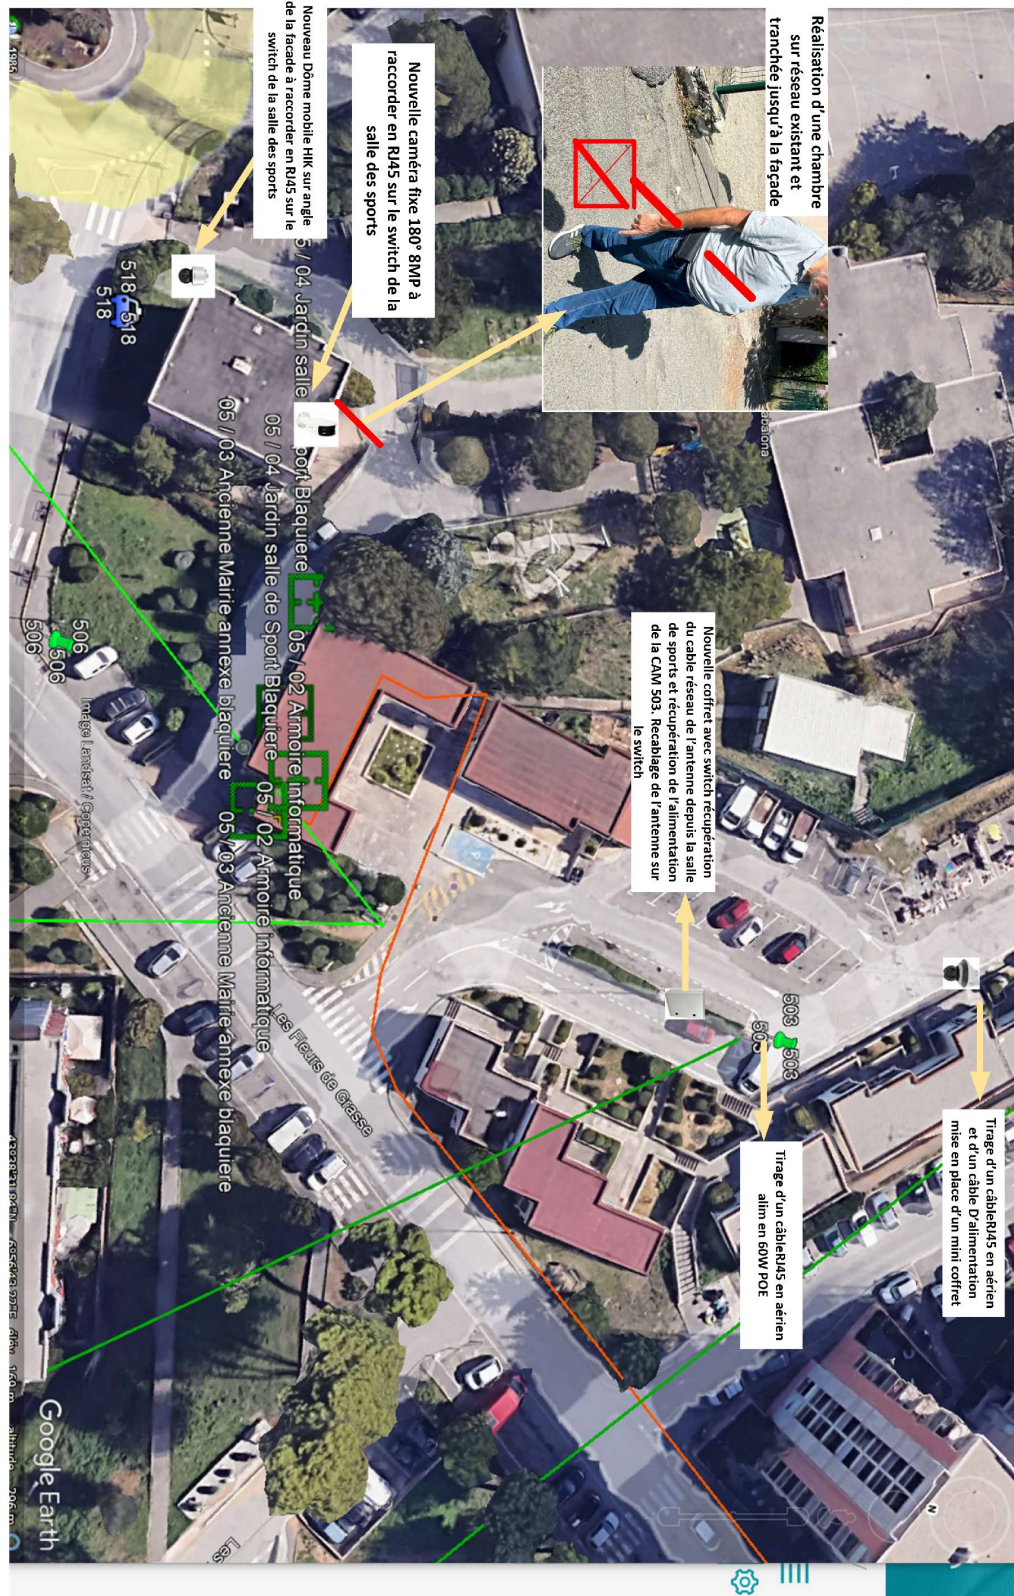 Réalisation d'une chambre
sur réseau existant et
tranchée jusqu'à la façade
Nouvelle caméra fixe 180° 8MP à
raccorder en RJ45 sur le switch de la
salle des sports
Nouveau Dôme mobile HIK sur angle
de la facade à raccorder en RJ45 sur le
switch de la salle des sports
Nouvelle coffret avec switch récupération
du cable réseau de l'antenne depuis la salle
de sports et récupération de l'alimentation
de la CAM 503. Recablage de l'antenne sur
le switch
Tirage d'un câbleRJ45 en aérien
et d'un câble D'alimentation
mise en place d'un mini coffret
Tirage d'un câbleRJ45 en aérien
alim en 60W POE
503
503
503
518
518
518
506
506
506
5 / 04 Jardin salle
port Blaquiere
05 / 02 Armoire informatique
05 / 04 Jardin salle de Sport Blaquiere
05 / 02 Armoire informatique
05 / 03 Ancienne Mairie annexe blaquiere
05 / 03 Ancienne Mairie annexe blaquiere
Les Fleurs de Grasse
Image Landsat / Copernicus
1985
N
Les
Google Earth